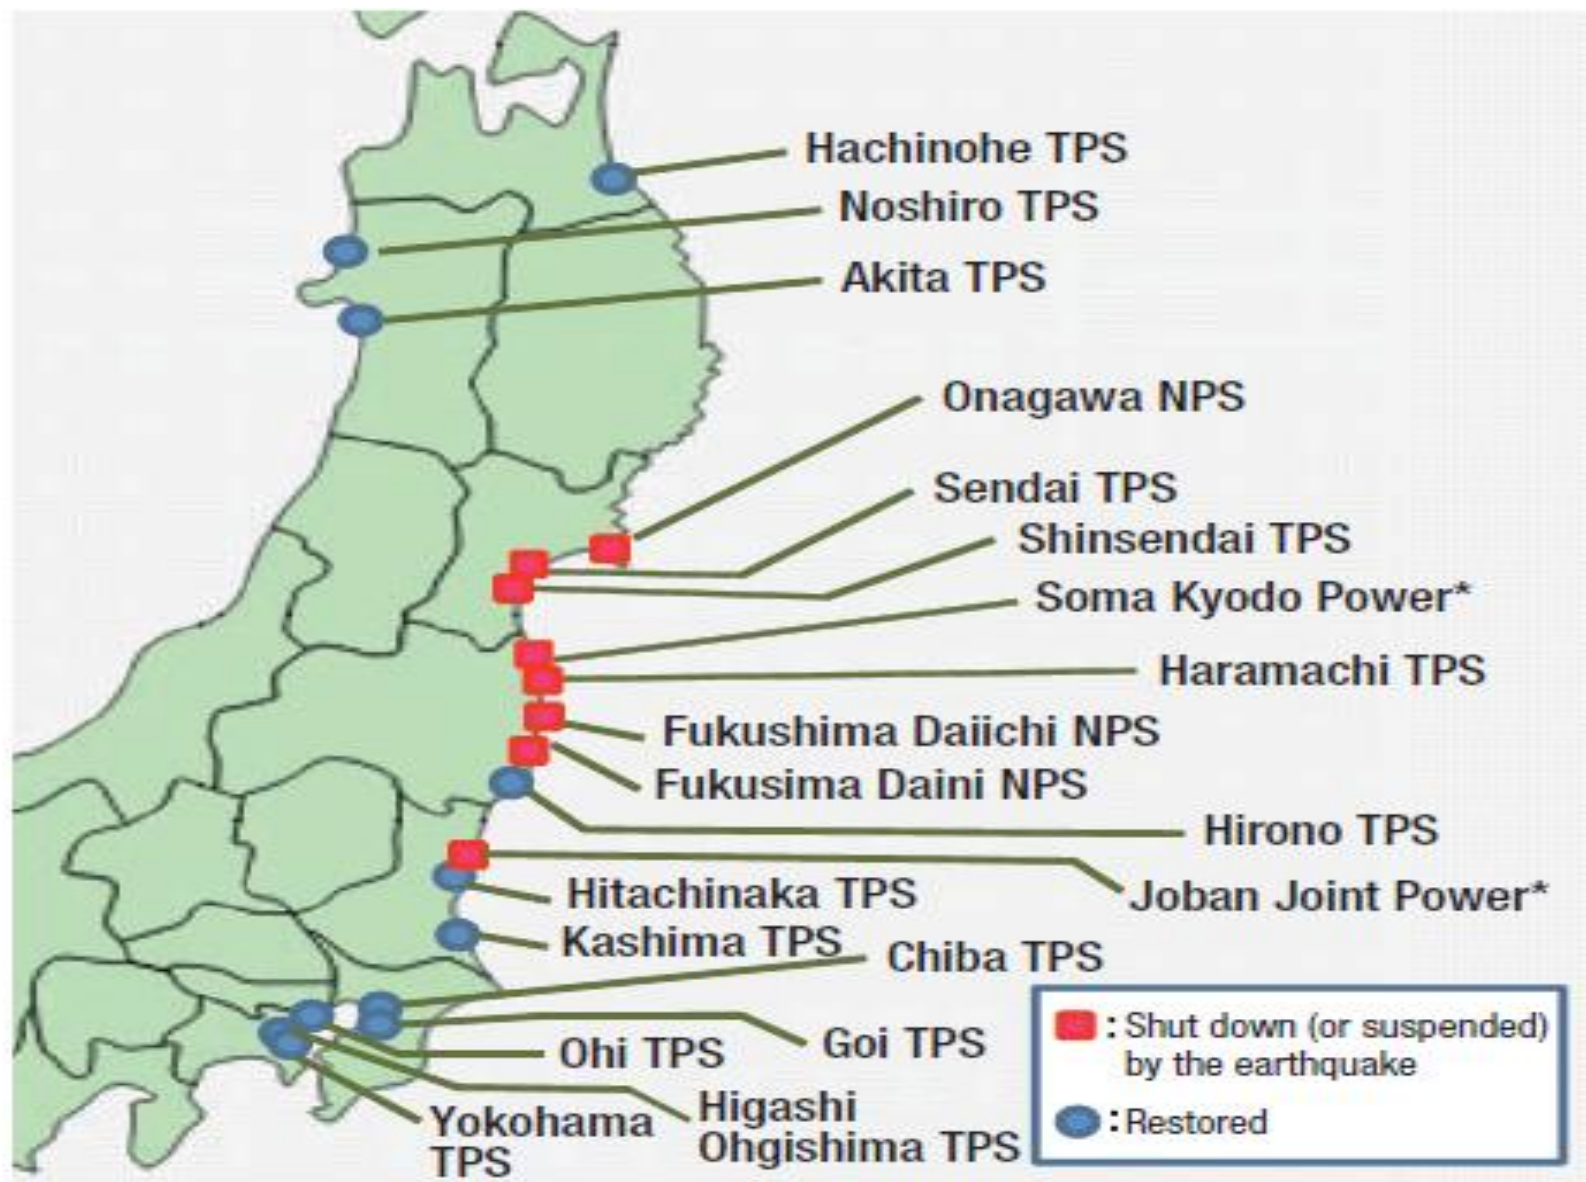 Hachinohe TPS
Noshiro TPS
Akita TPS
Onagawa NPS
Sendai TPS
Shinsendai TPS
Soma Kyodo Power*
Haramachi TPS
Fukushima Daiichi NPS
Fukusima Daini NPS
Hirono TPS
Hitachinaka TPS
Joban Joint Power*
Kashima TPS
Chiba TPS
Goi TPS
Ohi TPS
Higashi
Ohgishima TPS
Yokohama
TPS
: Shut down (or suspended)
by the earthquake
: Restored